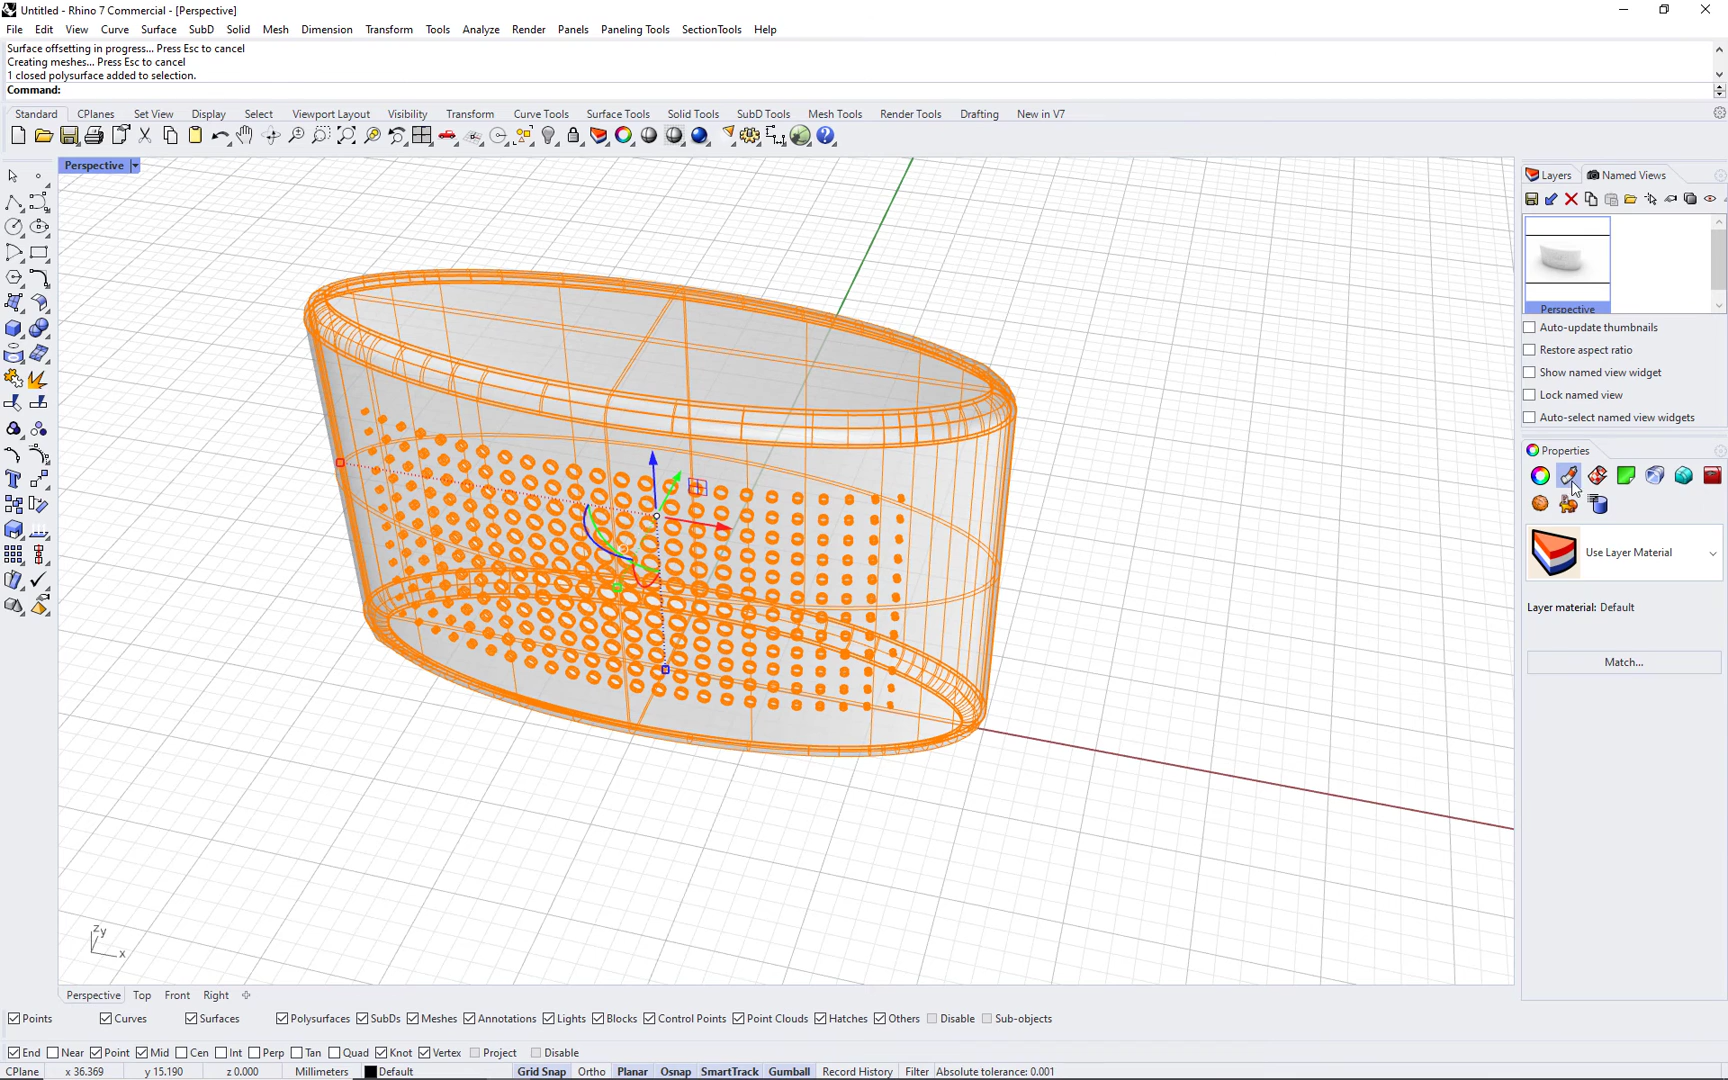 Untitled - Rhino 7 Commercial - [Perspective]
File Edit View Curve Surface SubD Solid Mesh Dimension Transform Tools Analyze Render Panels Paneling Tools SectionTools Help
Surface offsetting in progress... Press Esc to cancel
Creating meshes... Press Esc to cancel
1 closed polysurface added to selection.
Command:
Standard CPlanes Set View Display Select Viewport Layout Visibility Transform Curve Tools Surface Tools Solid Tools SubD Tools Mesh Tools Render Tools Drafting New in V7
Perspective
Layers Named Views
Perspective
Auto-update thumbnails
Restore aspect ratio
Show named view widget
Lock named view
Auto-select named view widgets
Properties
Use Layer Material
Layer material: Default
Match...
z y
x
Perspective Top Front Right
Points Curves Surfaces Polysurfaces SubDs Meshes Annotations Lights Blocks Control Points Point Clouds Hatches Others Disable Sub-objects
End Near Point Mid Cen Int Perp Tan Quad Knot Vertex Project Disable
CPlane x 36.369 y 15.190 z 0.000 Millimeters Default Grid Snap Ortho Planar Osnap SmartTrack Gumball Record History Filter Absolute tolerance: 0.001